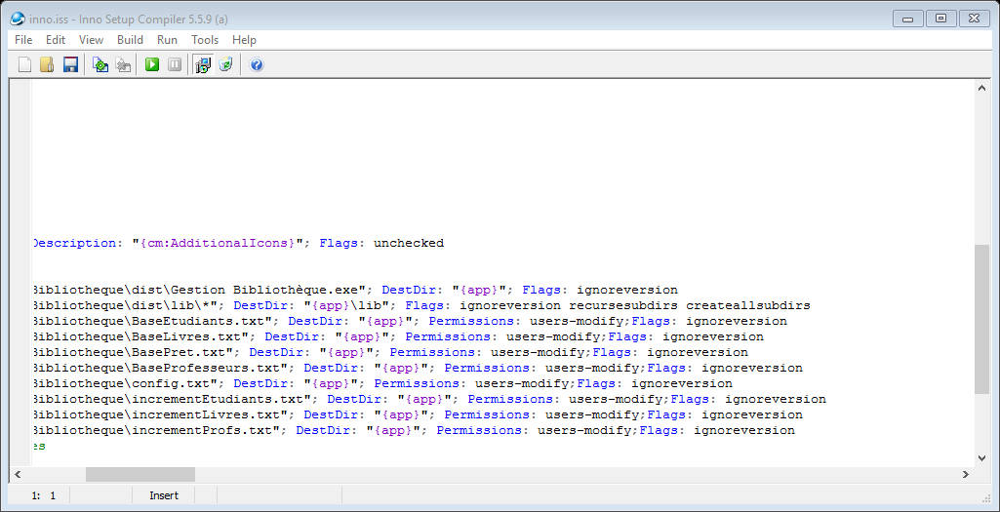 inno.iss - Inno Setup Compiler 5.5.9 (a)
File Edit View Build Run Tools Help
Description: "{cm:AdditionalIcons}"; Flags: unchecked
Bibliotheque\dist\Gestion Bibliothèque.exe"; DestDir: "{app}"; Flags: ignoreversion
Bibliotheque\dist\lib\*"; DestDir: "{app}\lib"; Flags: ignoreversion recursesubdirs createallsubdirs
Bibliotheque\BaseEtudiants.txt"; DestDir: "{app}"; Permissions: users-modify;Flags: ignoreversion
Bibliotheque\BaseLivres.txt"; DestDir: "{app}"; Permissions: users-modify;Flags: ignoreversion
Bibliotheque\BasePret.txt"; DestDir: "{app}"; Permissions: users-modify;Flags: ignoreversion
Bibliotheque\BaseProfesseurs.txt"; DestDir: "{app}"; Permissions: users-modify;Flags: ignoreversion
Bibliotheque\config.txt"; DestDir: "{app}"; Permissions: users-modify;Flags: ignoreversion
Bibliotheque\incrementEtudiants.txt"; DestDir: "{app}"; Permissions: users-modify;Flags: ignoreversion
Bibliotheque\incrementLivres.txt"; DestDir: "{app}"; Permissions: users-modify;Flags: ignoreversion
Bibliotheque\incrementProfs.txt"; DestDir: "{app}"; Permissions: users-modify;Flags: ignoreversion
es
1: 1 Insert